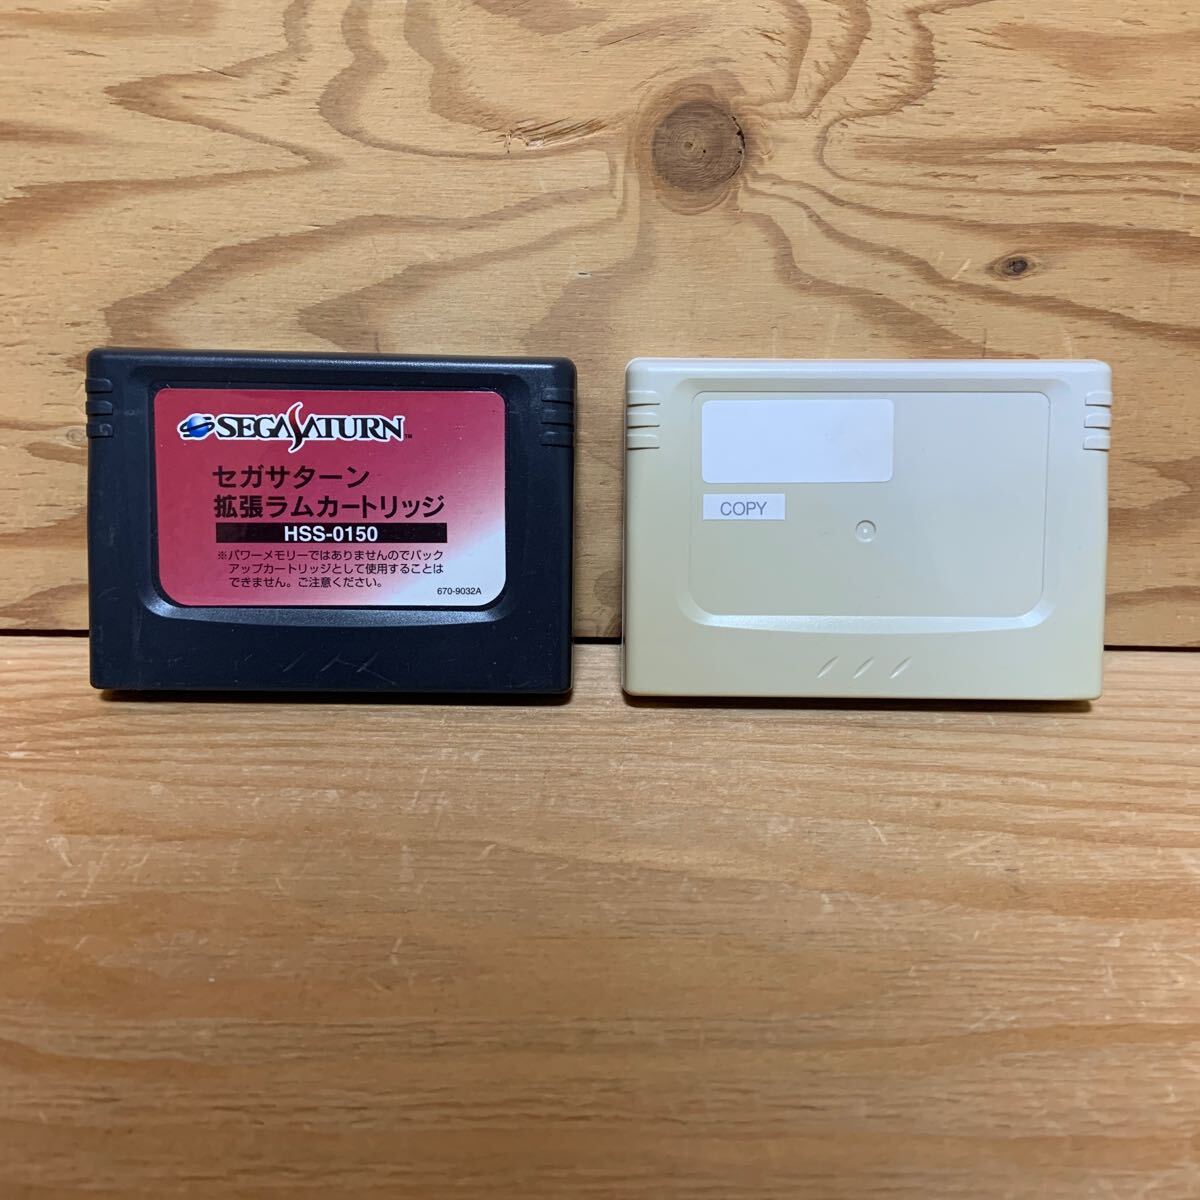 SEGA SATURN™
セガサターン
拡張ラムカートリッジ
HSS-0150
※パワーメモリーではありませんのでバック
アップカートリッジとして使用することは
できません。ご注意ください。
670-9032A
COPY